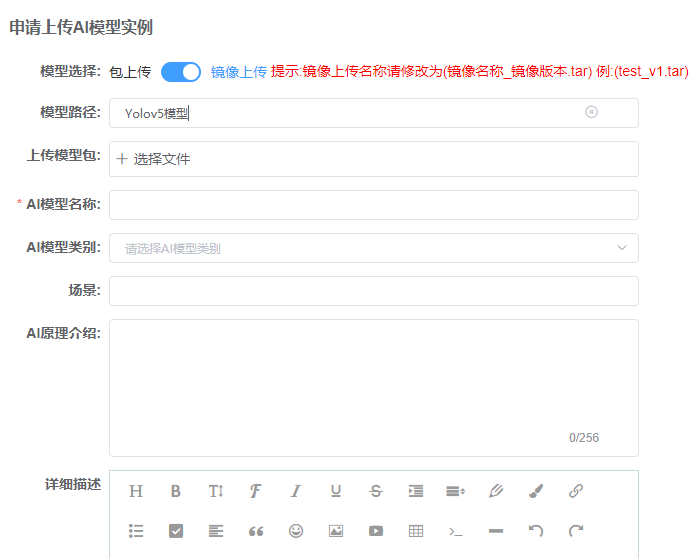 申请上传AI模型实例
模型选择: 包上传 镜像上传 提示:镜像上传名称请修改为(镜像名称_镜像版本.tar) 例:(test_v1.tar)
模型路径: Yolov5模型
上传模型包: + 选择文件
* AI模型名称:
AI模型类别: 请选择AI模型类别
场景:
AI原理介绍:
0/256
详细描述